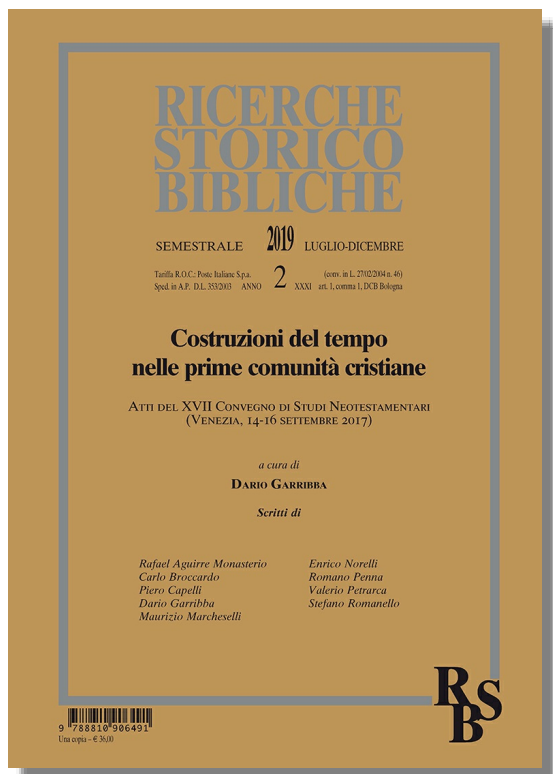 RICERCHE
STORICO
BIBLICHE
SEMESTRALE 2019 LUGLIO-DICEMBRE
Tariffa R.O.C.: Poste Italiane S.p.a. (conv. in L. 27/02/2004 n. 46)
Sped. in A.P. D.L. 353/2003 ANNO 2 XXXI art. 1, comma 1, DCB Bologna
Costruzioni del tempo
nelle prime comunità cristiane
ATTI DEL XVII CONVEGNO DI STUDI NEOTESTAMENTARI
(VENEZIA, 14-16 SETTEMBRE 2017)
a cura di
DARIO GARRIBBA
Scritti di
Rafael Aguirre Monasterio
Carlo Broccardo
Piero Capelli
Dario Garribba
Maurizio Marcheselli
Enrico Norelli
Romano Penna
Valerio Petrarca
Stefano Romanello
RBS
9 788810 906491
Una copia – € 36,00